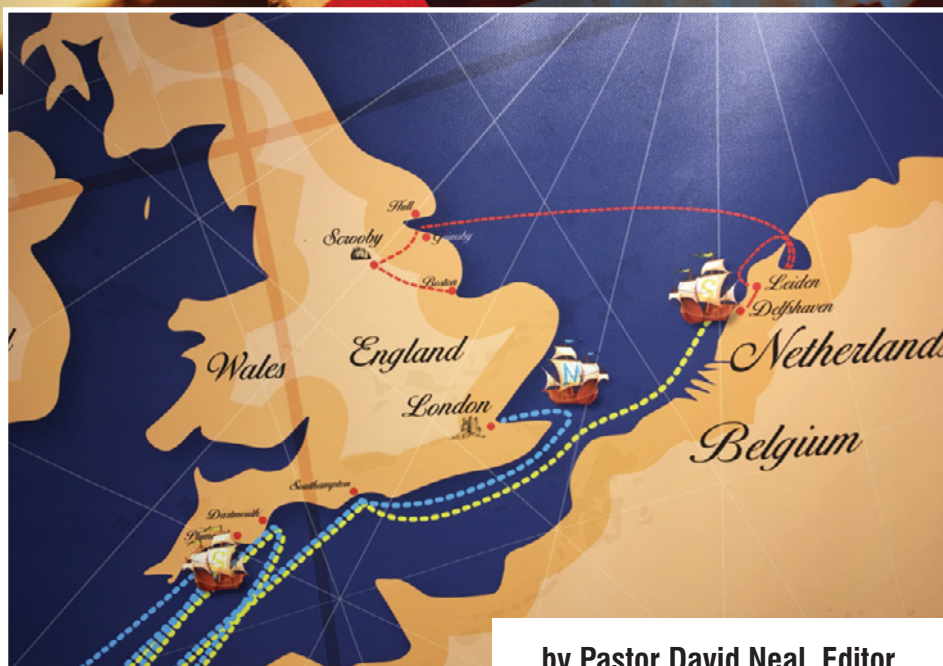 Hull
Scrooby
Grimsby
Boston
Leiden
Delfshaven
S
Netherlands
Wales
England
N
London
Belgium
Southampton
Dartmouth
S
by Pastor David Neal, Editor